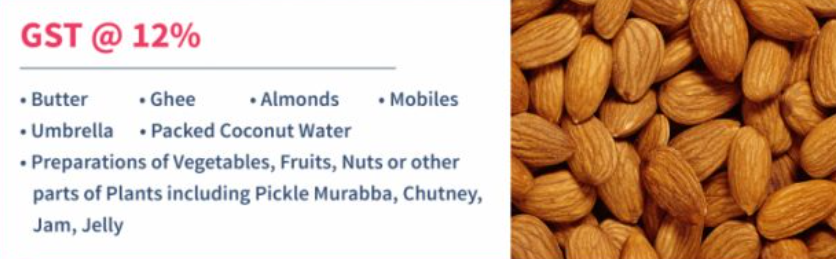 GST @ 12%
• Butter • Ghee • Almonds • Mobiles
• Umbrella • Packed Coconut Water
• Preparations of Vegetables, Fruits, Nuts or other
parts of Plants including Pickle Murabba, Chutney,
Jam, Jelly